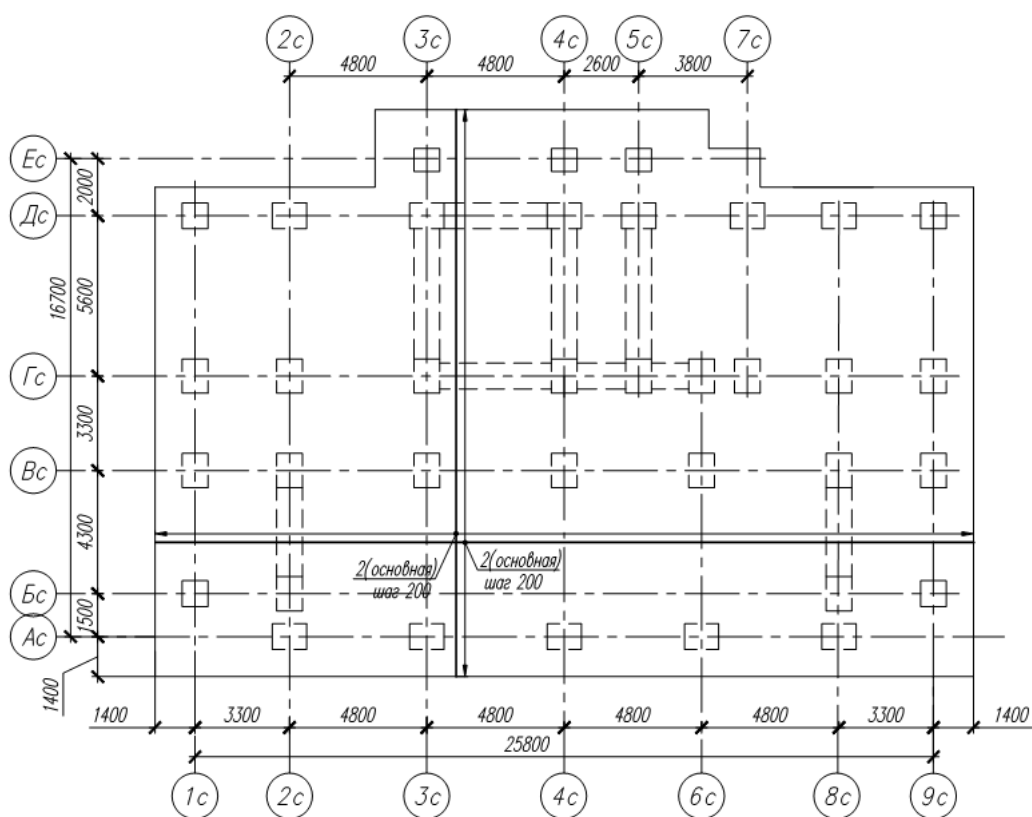 2с 3с 4с 5с 7с
4800 4800 2600 3800
Ес
2000
Дс
5600
16700
Гс
3300
Вс
4300
2(основная)
шаг 200
2(основная)
шаг 200
Бс
1500
Ас
1400
1400 3300 4800 4800 4800 4800 3300 1400
25800
1с 2с 3с 4с 6с 8с 9с